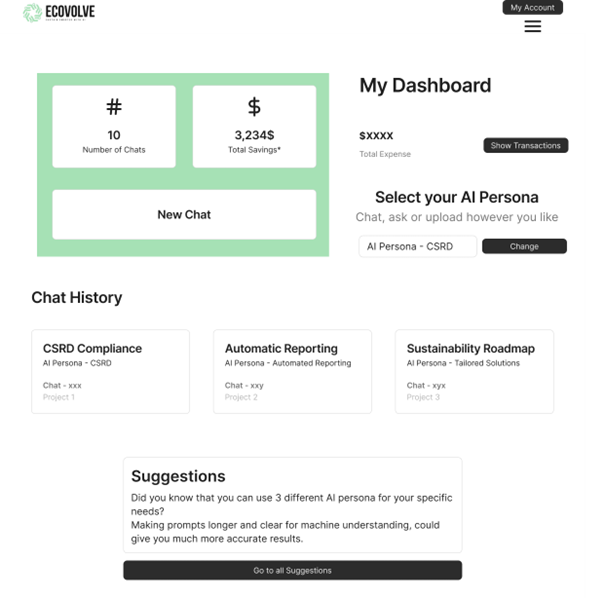 ECOVOLVE
My Account
#
10
Number of Chats
$
3,234$
Total Savings*
New Chat
My Dashboard
$XXXX
Total Expense
Show Transactions
Select your AI Persona
Chat, ask or upload however you like
AI Persona - CSRD
Change
Chat History
CSRD Compliance
AI Persona - CSRD
Chat - xxx
Project 1
Automatic Reporting
AI Persona - Automated Reporting
Chat - xxy
Project 2
Sustainability Roadmap
AI Persona - Tailored Solutions
Chat - xyx
Project 3
Suggestions
Did you know that you can use 3 different AI persona for your specific
needs?
Making prompts longer and clear for machine understanding, could
give you much more accurate results.
Go to all Suggestions